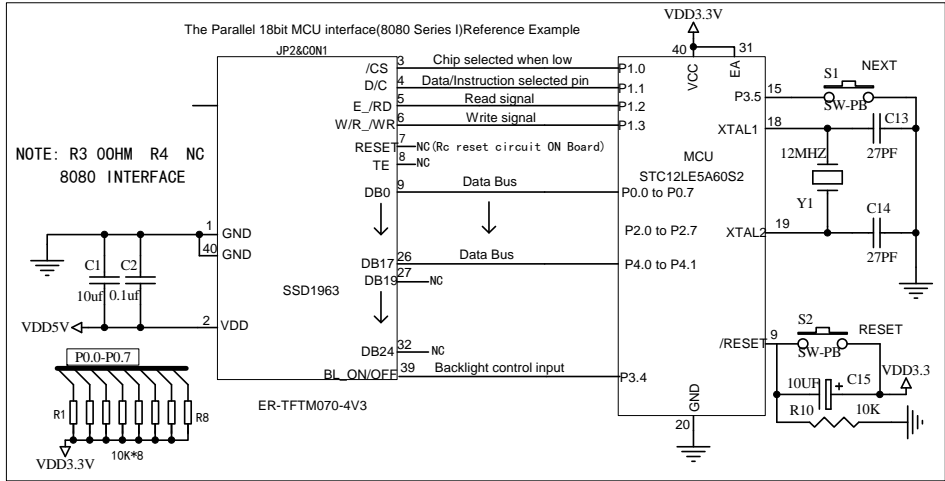 The Parallel 18bit MCU interface(8080 Series I)Reference Example
VDD3.3V
JP2&CON1
40
31
VCC
EA
/CS 3 Chip selected when low P1.0
D/C 4 Data/Instruction selected pin P1.1
E_/RD 5 Read signal P1.2
W/R_/WR 6 Write signal P1.3
RESET 7 NC(Rc reset circuit ON Board)
TE 8 NC
DB0 9 Data Bus P0.0 to P0.7
P2.0 to P2.7
DB17 26 Data Bus P4.0 to P4.1
DB19 27 NC
DB24 32 NC
BL_ON/OFF 39 Backlight control input P3.4
MCU
STC12LE5A60S2
S1 NEXT
P3.5 15 SW-PB
XTAL1 18 C13
27PF
12MHZ
Y1
XTAL2 19 C14
27PF
S2 RESET
/RESET 9 SW-PB
VDD3.3
10UF + C15
R10 10K
GND
20
NOTE: R3 0OHM R4 NC
8080 INTERFACE
1 GND
40 GND
C1 C2
10uf 0.1uf
SSD1963
VDD5V 2 VDD
P0.0-P0.7
R1 R8
10K*8
VDD3.3V
ER-TFTM070-4V3